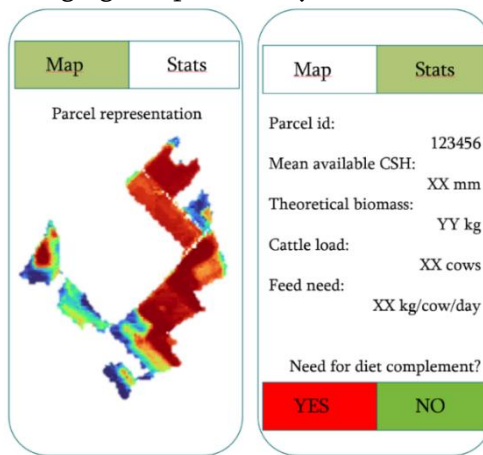 Map Stats
Parcel representation
Map Stats
Parcel id:
123456
Mean available CSH:
XX mm
Theoretical biomass:
YY kg
Cattle load:
XX cows
Feed need:
XX kg/cow/day
Need for diet complement?
YES NO